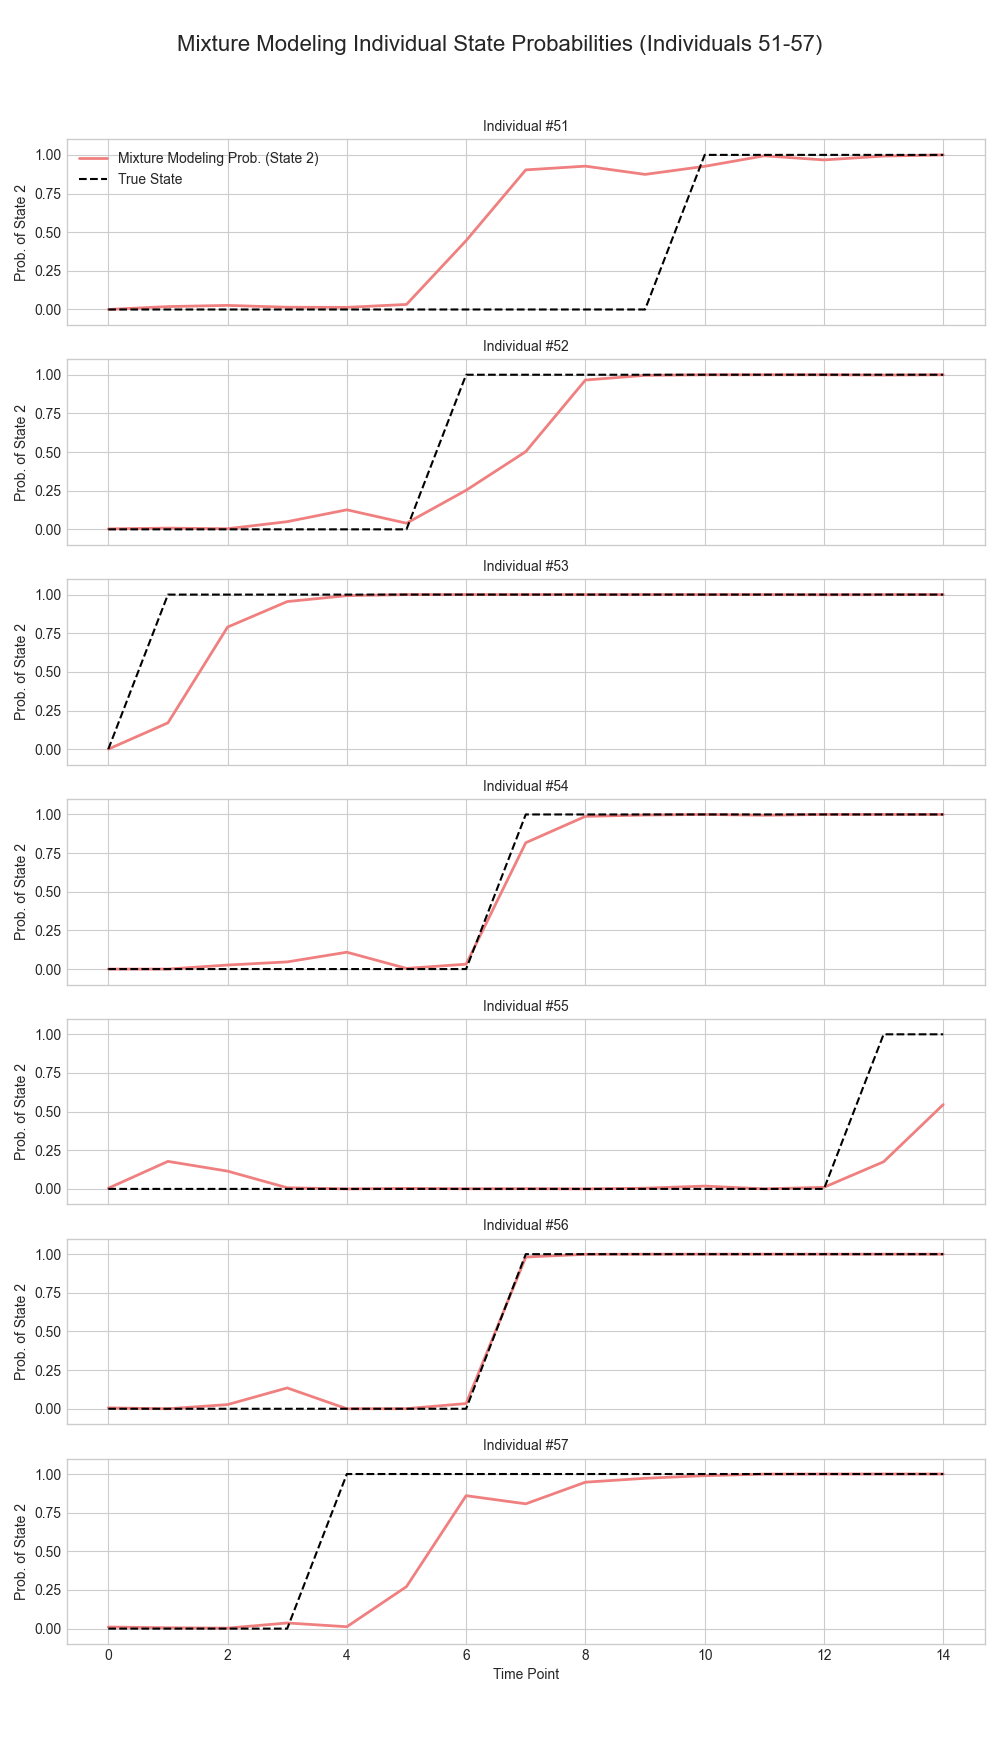 Mixture Modeling Individual State Probabilities (Individuals 51-57)
Individual #51
Mixture Modeling Prob. (State 2)
True State
Prob. of State 2
1.00
0.75
0.50
0.25
0.00
Individual #52
Prob. of State 2
1.00
0.75
0.50
0.25
0.00
Individual #53
Prob. of State 2
1.00
0.75
0.50
0.25
0.00
Individual #54
Prob. of State 2
1.00
0.75
0.50
0.25
0.00
Individual #55
Prob. of State 2
1.00
0.75
0.50
0.25
0.00
Individual #56
Prob. of State 2
1.00
0.75
0.50
0.25
0.00
Individual #57
Prob. of State 2
1.00
0.75
0.50
0.25
0.00
0 2 4 6 8 10 12 14
Time Point